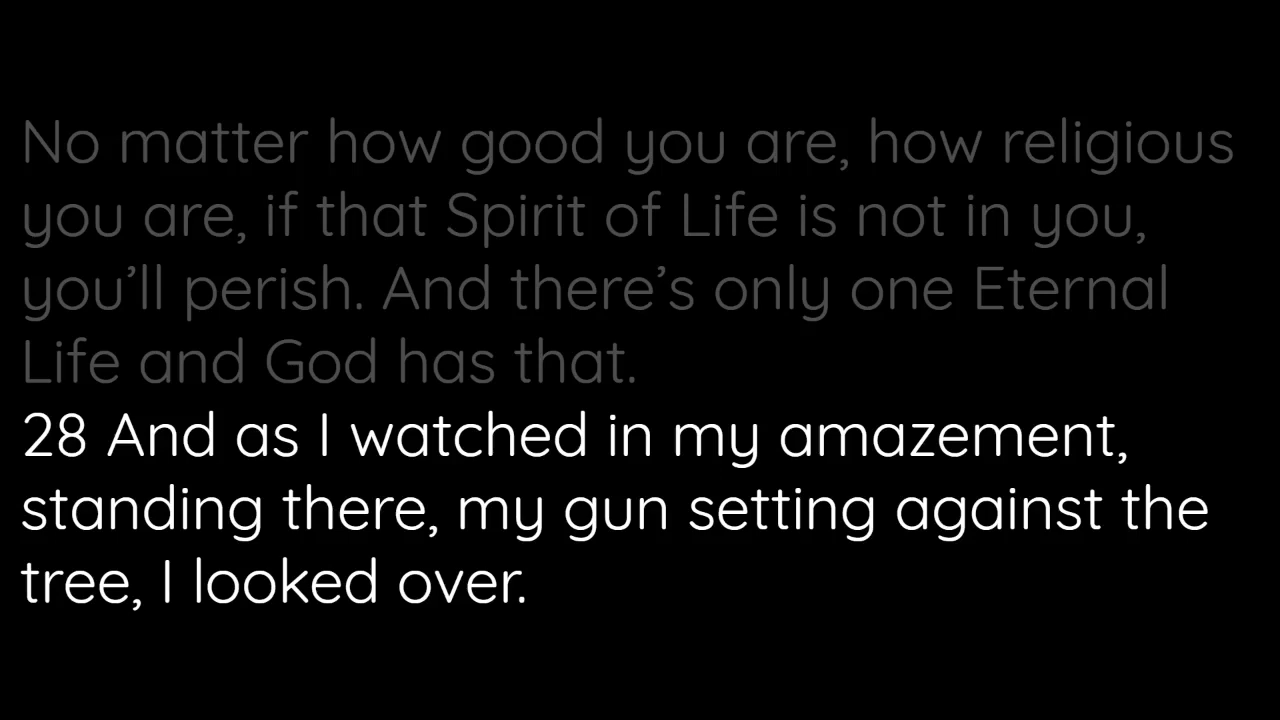 No matter how good you are, how religious
you are, if that Spirit of Life is not in you,
you’ll perish. And there’s only one Eternal
Life and God has that.
28 And as I watched in my amazement,
standing there, my gun setting against the
tree, I looked over.